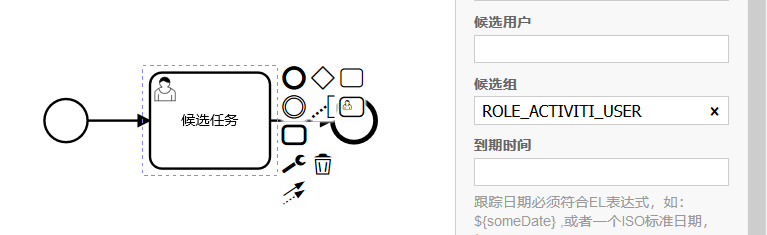 候选任务
候选用户
候选组
ROLE_ACTIVITI_USER
到期时间
跟踪日期必须符合EL表达式，如：
${someDate} ,或者一个ISO标准日期，